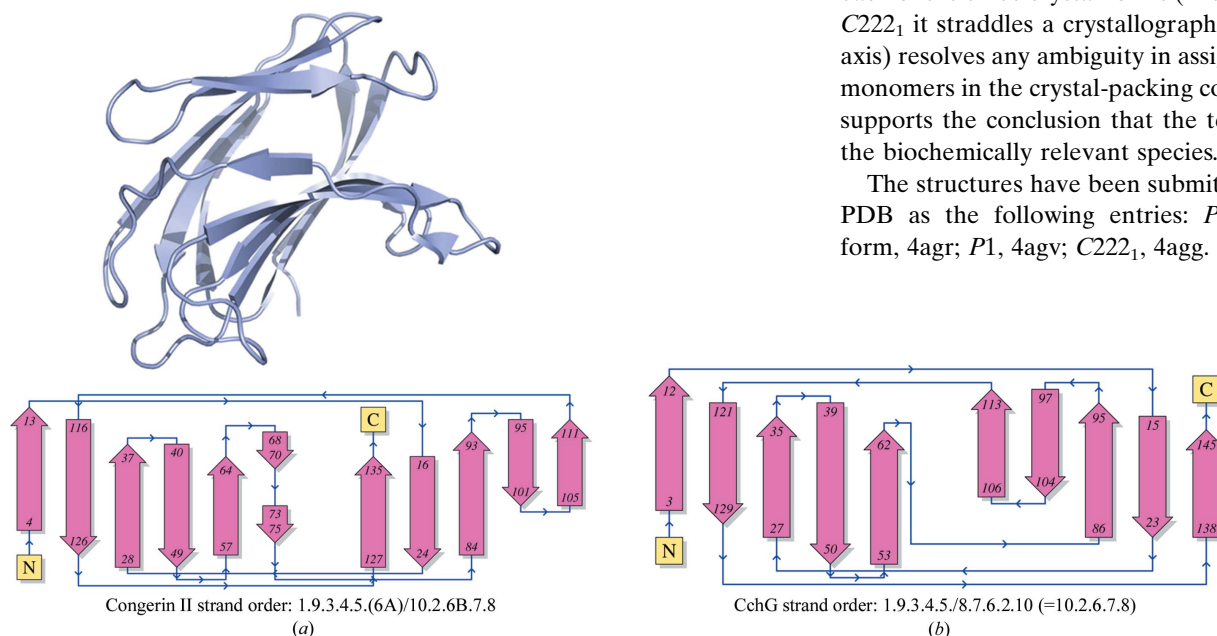 C222₁ it straddles a crystallograph
axis) resolves any ambiguity in assi
monomers in the crystal-packing co
supports the conclusion that the te
the biochemically relevant species.
The structures have been submit
PDB as the following entries: P
form, 4agr; P1, 4agv; C222₁, 4agg.
13
4
N
116
126
37
28
40
49
64
57
68
70
73
75
C
135
127
16
24
93
84
95
101
111
105
Congerin II strand order: 1.9.3.4.5.(6A)/10.2.6B.7.8
(a)
12
3
N
121
129
35
27
39
50
62
53
113
106
97
104
95
86
15
23
C
145
138
CchG strand order: 1.9.3.4.5./8.7.6.2.10 (=10.2.6.7.8)
(b)